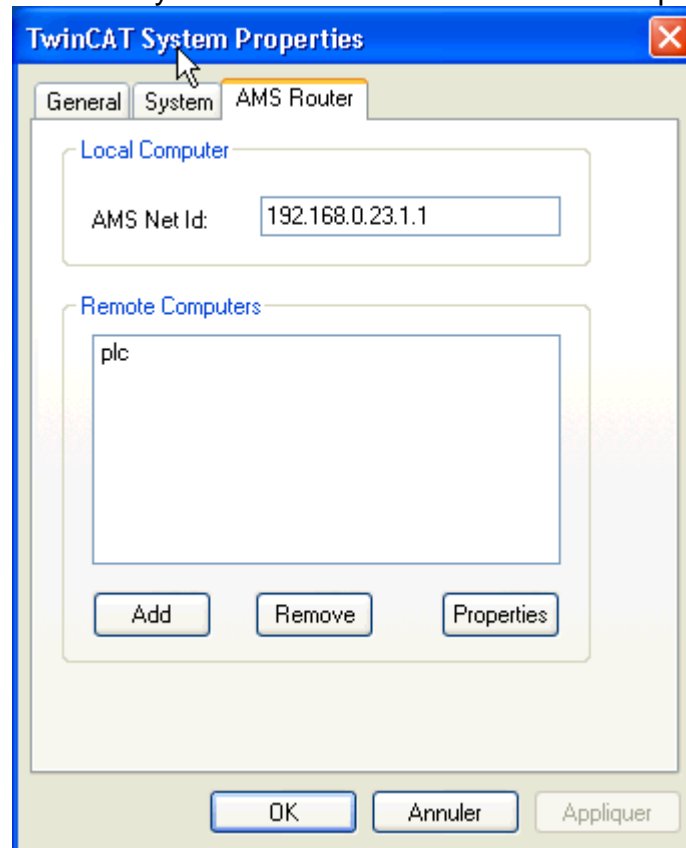 TwinCAT System Properties
General System AMS Router
Local Computer
AMS Net Id: 192.168.0.23.1.1
Remote Computers
plc
Add Remove Properties
OK Annuler Appliquer